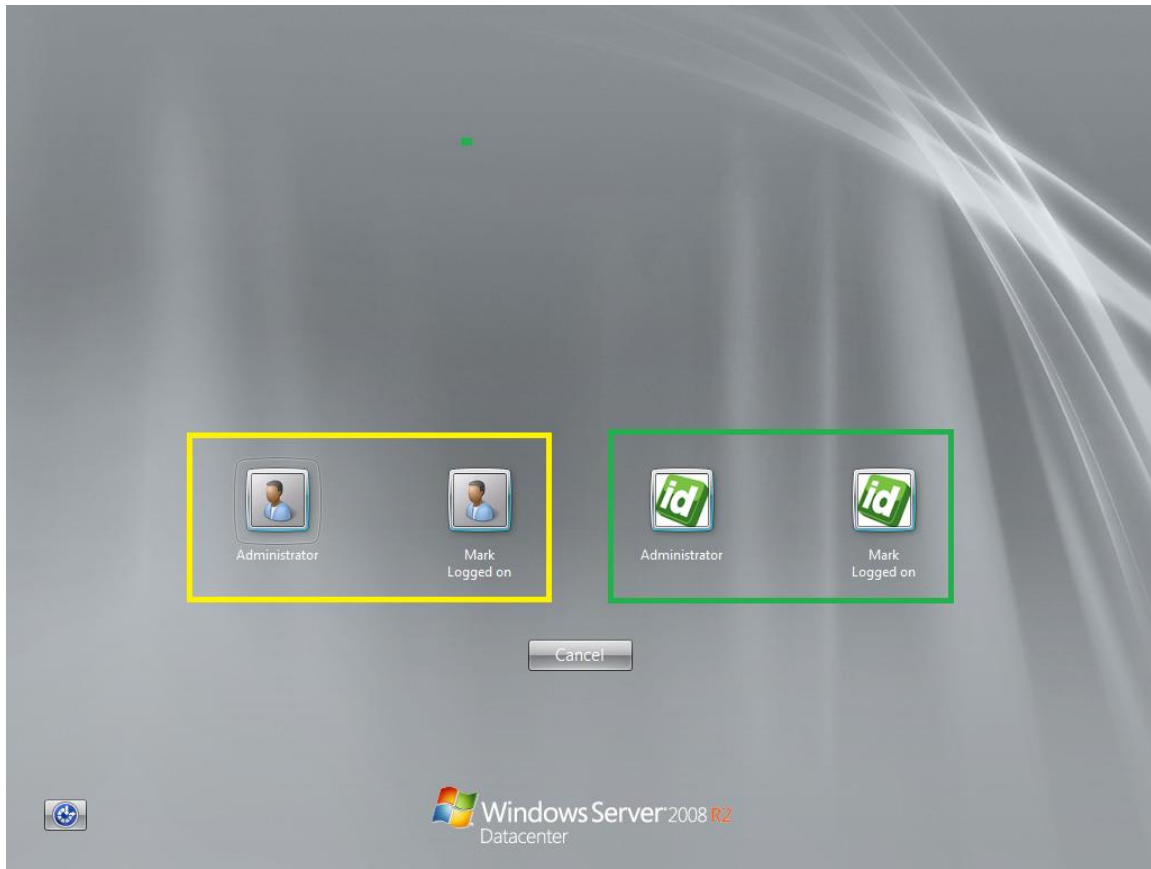 Administrator
Mark
Logged on
id
Administrator
id
Mark
Logged on
Cancel
Windows Server 2008 R2
Datacenter